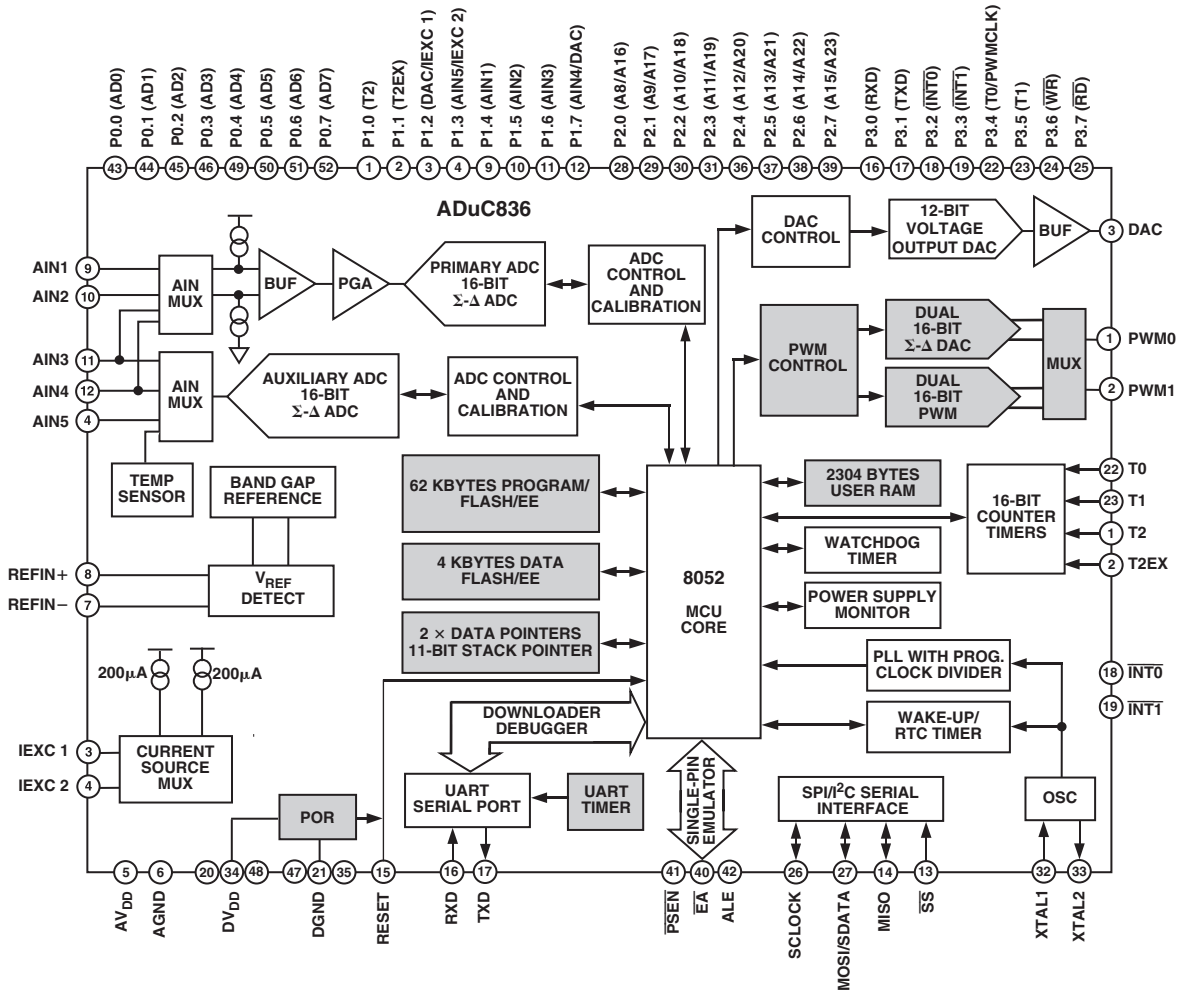 P0.0 (AD0)
P0.1 (AD1)
P0.2 (AD2)
P0.3 (AD3)
P0.4 (AD4)
P0.5 (AD5)
P0.6 (AD6)
P0.7 (AD7)
P1.0 (T2)
P1.1 (T2EX)
P1.2 (DAC/IEXC 1)
P1.3 (AIN5/IEXC 2)
P1.4 (AIN1)
P1.5 (AIN2)
P1.6 (AIN3)
P1.7 (AIN4/DAC)
P2.0 (A8/A16)
P2.1 (A9/A17)
P2.2 (A10/A18)
P2.3 (A11/A19)
P2.4 (A12/A20)
P2.5 (A13/A21)
P2.6 (A14/A22)
P2.7 (A15/A23)
P3.0 (RXD)
P3.1 (TXD)
P3.2 (INT0)
P3.3 (INT1)
P3.4 (T0/PWMCLK)
P3.5 (T1)
P3.6 (WR)
P3.7 (RD)
43 44 45 46 49 50 51 52 1 2 3 4 9 10 11 12 28 29 30 31 36 37 38 39 16 17 18 19 22 23 24 25
ADuC836
AIN1 9
AIN2 10
AIN3 11
AIN4 12
AIN5 4
AIN
MUX
BUF
PGA
PRIMARY ADC
16-BIT
Σ-Δ ADC
ADC
CONTROL
AND
CALIBRATION
DAC
CONTROL
12-BIT
VOLTAGE
OUTPUT DAC
BUF
3 DAC
AIN
MUX
AUXILIARY ADC
16-BIT
Σ-Δ ADC
ADC CONTROL
AND
CALIBRATION
PWM
CONTROL
DUAL
16-BIT
Σ-Δ DAC
DUAL
16-BIT
PWM
MUX
1 PWM0
2 PWM1
TEMP
SENSOR
BAND GAP
REFERENCE
VREF
DETECT
REFIN+ 8
REFIN− 7
62 KBYTES PROGRAM/
FLASH/EE
4 KBYTES DATA
FLASH/EE
2 × DATA POINTERS
11-BIT STACK POINTER
8052
MCU
CORE
2304 BYTES
USER RAM
WATCHDOG
TIMER
POWER SUPPLY
MONITOR
16-BIT
COUNTER
TIMERS
22 T0
23 T1
1 T2
2 T2EX
PLL WITH PROG.
CLOCK DIVIDER
WAKE-UP/
RTC TIMER
18 INT0
19 INT1
200µA
200µA
IEXC 1 3
IEXC 2 4
CURRENT
SOURCE
MUX
DOWNLOADER
DEBUGGER
POR
UART
SERIAL PORT
UART
TIMER
SINGLE-PIN
EMULATOR
SPI/I2C SERIAL
INTERFACE
OSC
5 6 20 34 48 47 21 35 15 16 17 41 40 42 26 27 14 13 32 33
AVDD
AGND
DVDD
DGND
RESET
RXD
TXD
PSEN
EA
ALE
SCLOCK
MOSI/SDATA
MISO
SS
XTAL1
XTAL2